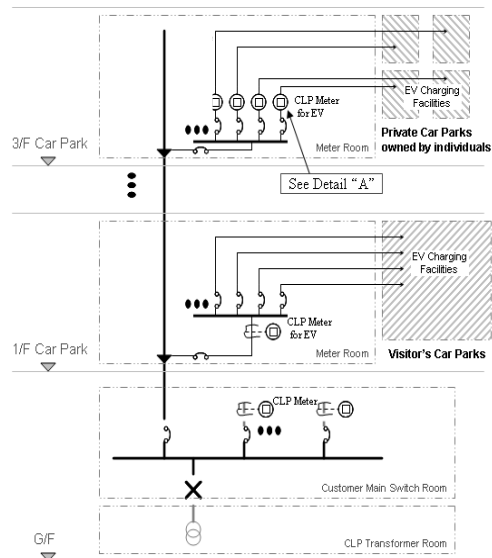 CLP Meter
for EV
EV Charging
Facilities
3/F Car Park
Meter Room
Private Car Parks
owned by individuals
See Detail "A"
EV Charging
Facilities
CLP Meter
for EV
1/F Car Park
Meter Room
Visitor's Car Parks
CLP Meter
Customer Main Switch Room
G/F
CLP Transformer Room